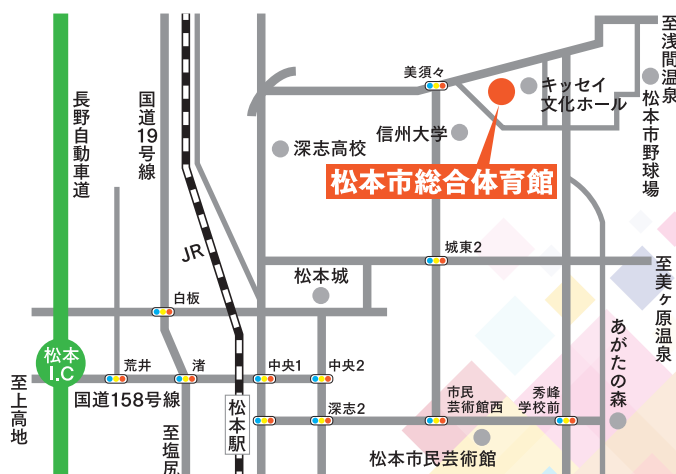 至浅間温泉
美須々
キッセイ
文化ホール
長野自動車道
国道19号線
松本市野球場
信州大学
深志高校
松本市総合体育館
JR
城東2
松本城
至美ヶ原温泉
白板
あがたの森
松本
I.C
荒井
渚
中央1
中央2
至上高地
国道158号線
松本駅
市民
芸術館西
秀峰
学校前
深志2
至塩尻
松本市民芸術館